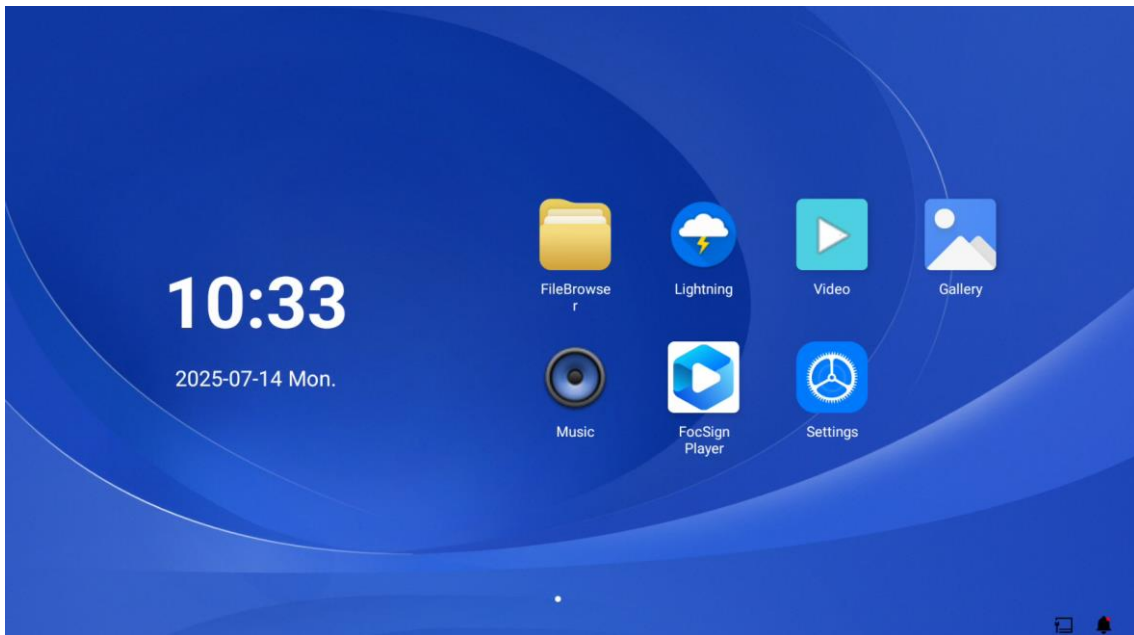 10:33
2025-07-14 Mon.
FileBrowse
r
Lightning
Video
Gallery
Music
FocSign
Player
Settings